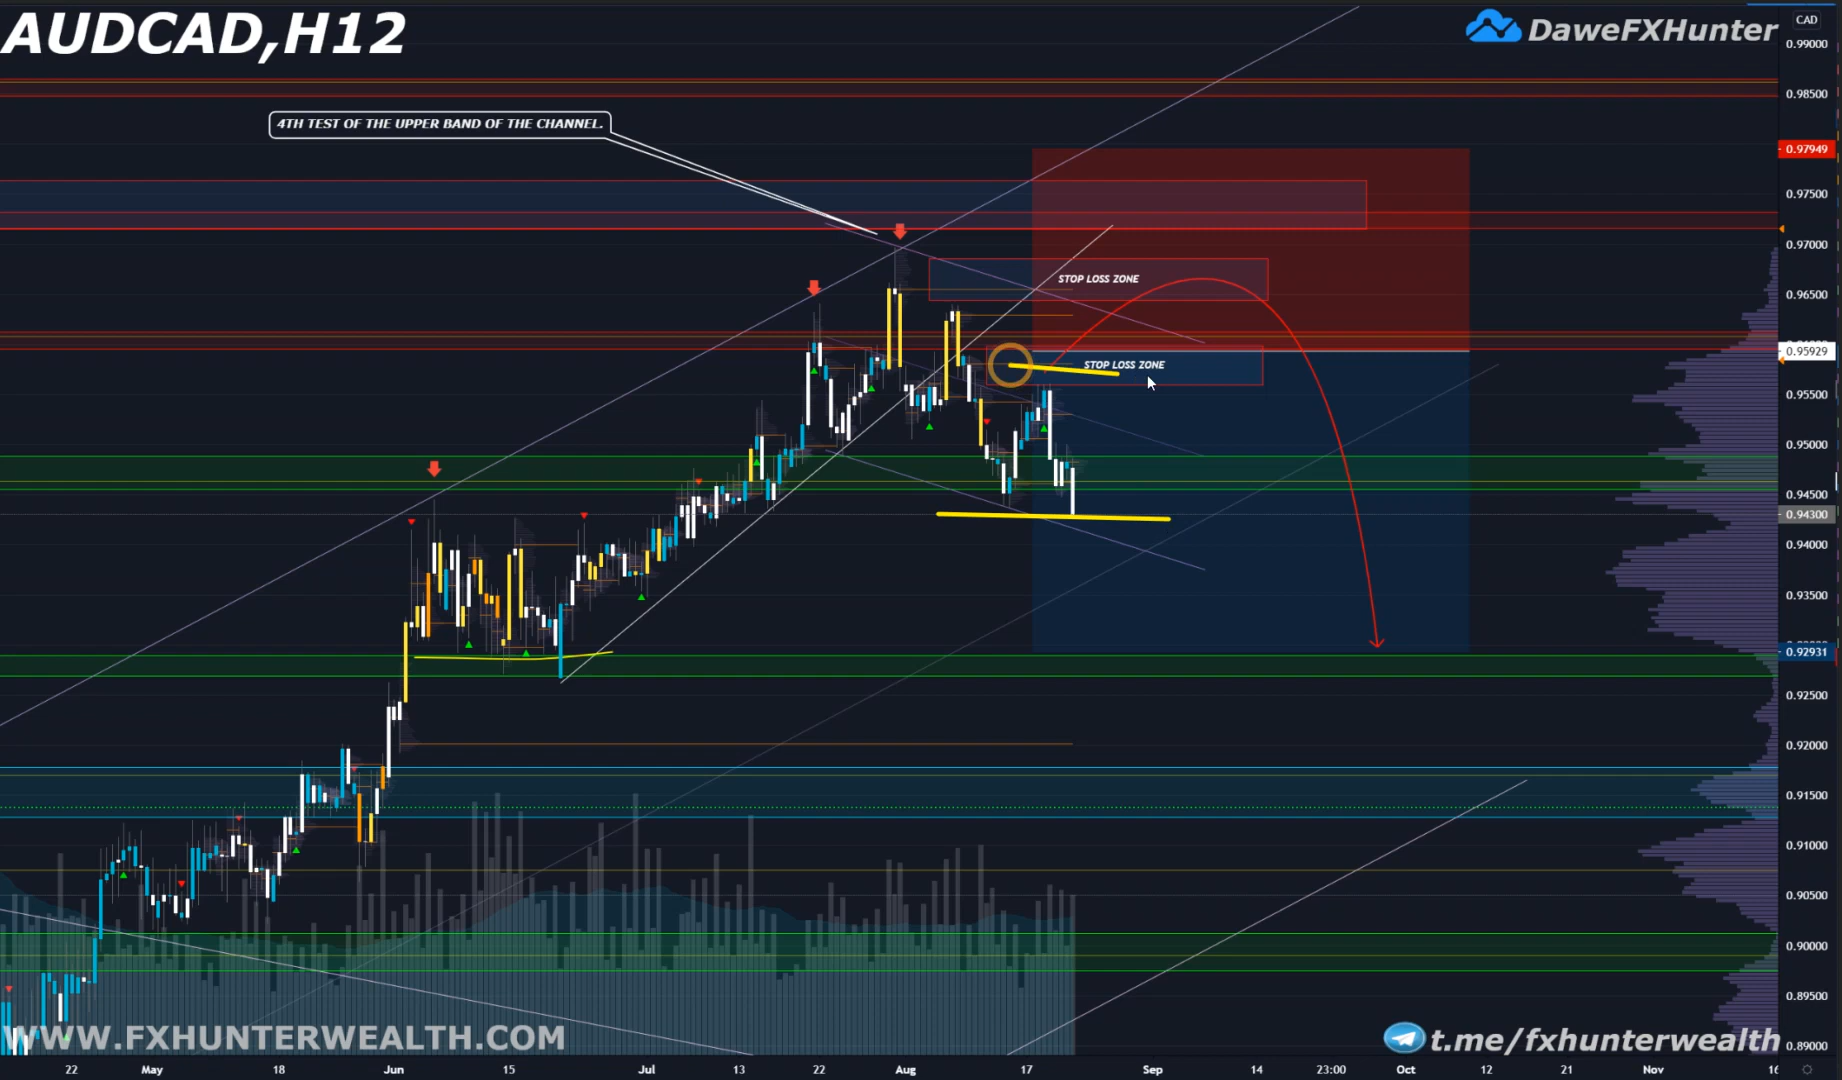 AUDCAD,H12
DaweFXHunter
CAD
0.99000
0.98500
4TH TEST OF THE UPPER BAND OF THE CHANNEL.
0.97949
0.97500
0.97000
STOP LOSS ZONE
0.96500
0.95929
STOP LOSS ZONE
0.95500
0.95000
0.94500
0.94300
0.94000
0.93500
0.92931
0.92500
0.92000
0.91500
0.91000
0.90500
0.90000
0.89500
WWW.FXHUNTERWEALTH.COM
t.me/fxhunterwealth
0.89000
22 May 18 Jun 15 Jul 13 22 Aug 17 Sep 14 23:00 Oct 12 21 Nov 16